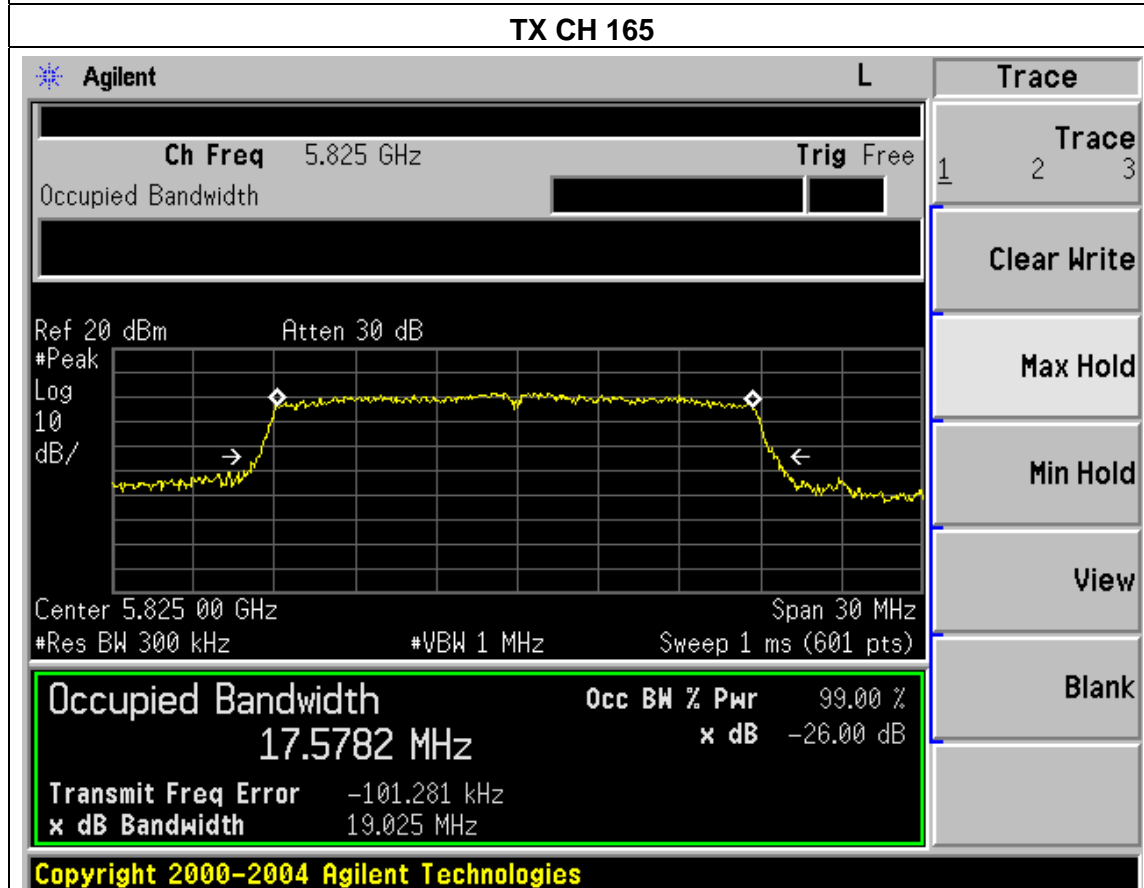 TX CH 165
Agilent L Trace
Ch Freq 5.825 GHz Trig Free
Occupied Bandwidth
Trace
1 2 3
Clear Write
Max Hold
Min Hold
View
Blank
Ref 20 dBm Atten 30 dB
#Peak
Log
10
dB/
Center 5.825 00 GHz Span 30 MHz
#Res BW 300 kHz #VBW 1 MHz Sweep 1 ms (601 pts)
Occupied Bandwidth Occ BW % Pwr 99.00 %
17.5782 MHz x dB -26.00 dB
Transmit Freq Error -101.281 kHz
x dB Bandwidth 19.025 MHz
Copyright 2000-2004 Agilent Technologies